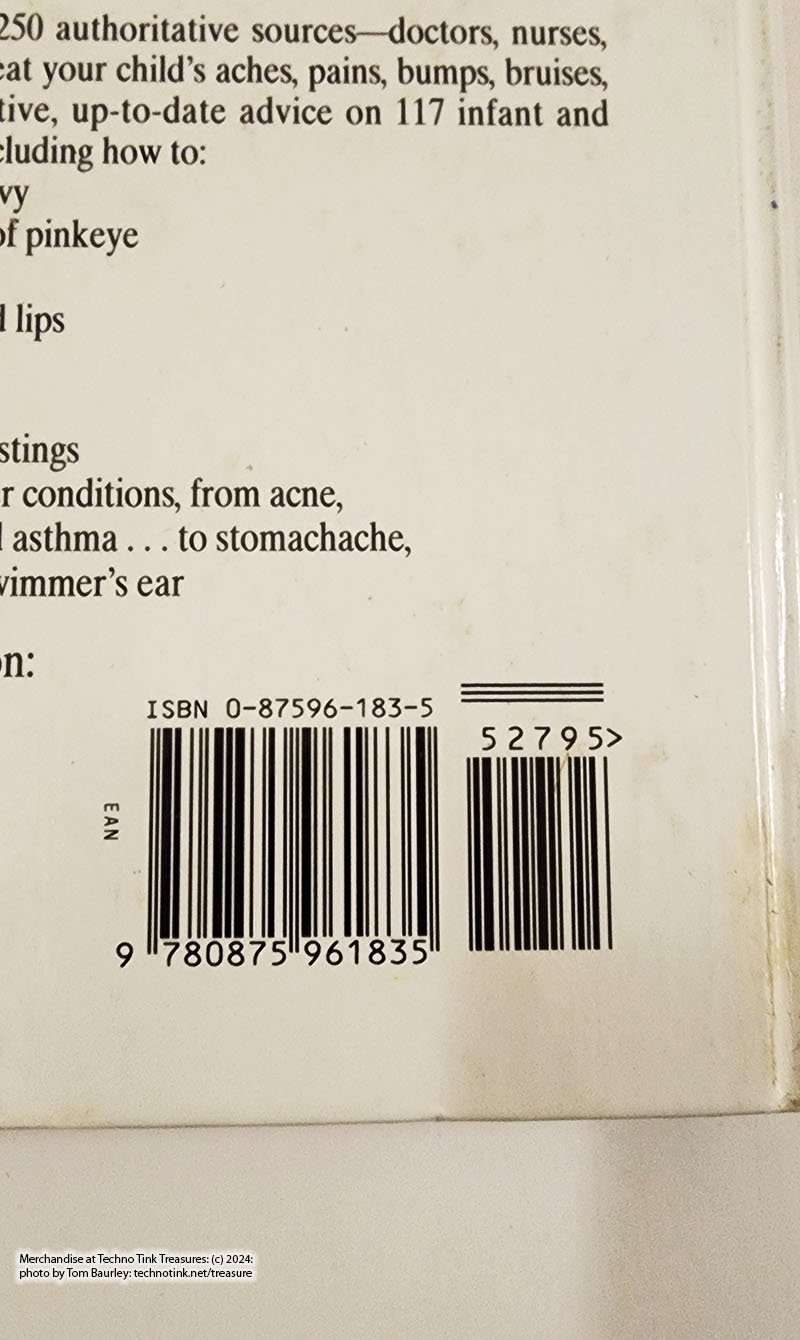 250 authoritative sources—doctors, nurses,
eat your child's aches, pains, bumps, bruises,
tive, up-to-date advice on 117 infant and
cluding how to:
vy
of pinkeye
d lips
stings
r conditions, from acne,
d asthma . . . to stomachache,
wimmer's ear
on:
ISBN 0-87596-183-5
52795>
EAN
9 780875 961835
Merchandise at Techno Tink Treasures: (c) 2024:
photo by Tom Baurley: technotink.net/treasure